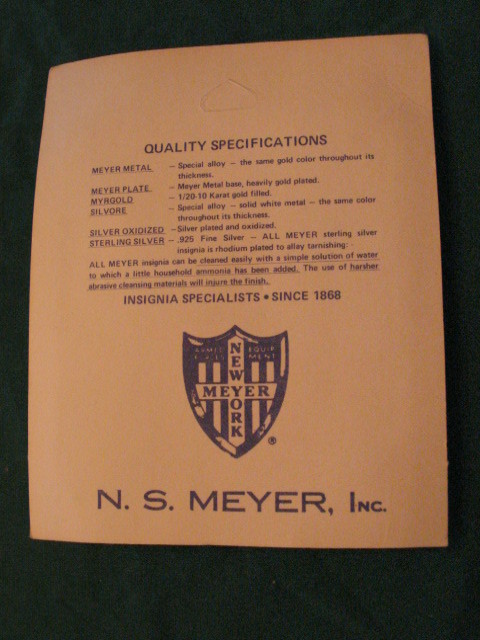 QUALITY SPECIFICATIONS
MEYER METAL — Special alloy — the same gold color throughout its
thickness.
MEYER PLATE — Meyer Metal base, heavily gold plated.
MYRGOLD — 1/20-10 Karat gold filled.
SILVORE — Special alloy — solid white metal — the same color
throughout its thickness.
SILVER OXIDIZED — Silver plated and oxidized.
STERLING SILVER — .925 Fine Silver — ALL MEYER sterling silver
insignia is rhodium plated to allay tarnishing:
ALL MEYER insignia can be cleaned easily with a simple solution of water
to which a little household ammonia has been added. The use of harsher
abrasive cleansing materials will injure the finish.
INSIGNIA SPECIALISTS • SINCE 1868
EQUIP
MENT
NEW YORK
MEYER
®
N. S. MEYER, INC.